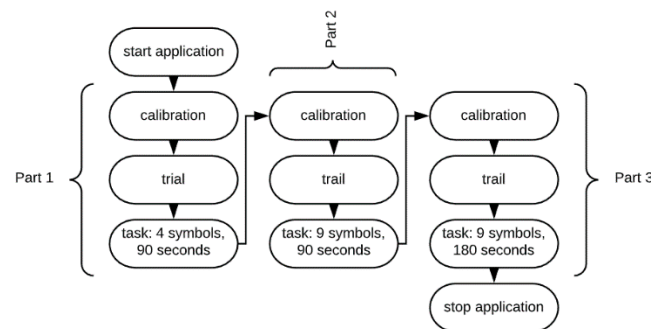 start application
Part 1
calibration
trial
task: 4 symbols,
90 seconds
Part 2
calibration
trail
task: 9 symbols,
90 seconds
calibration
trail
task: 9 symbols,
180 seconds
Part 3
stop application